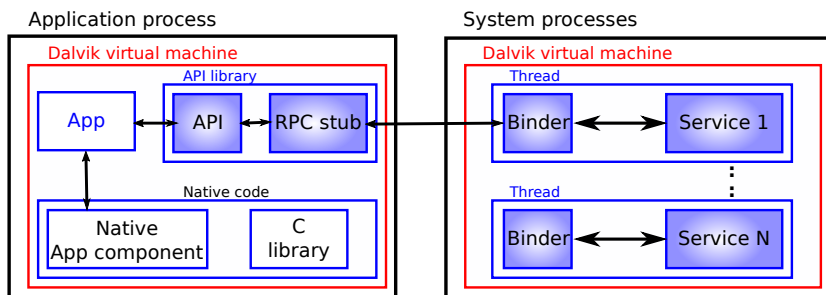 Application process
Dalvik virtual machine
API library
App
API
RPC stub
Native code
Native
App component
C
library
System processes
Dalvik virtual machine
Thread
Binder
Service 1
Thread
Binder
Service N